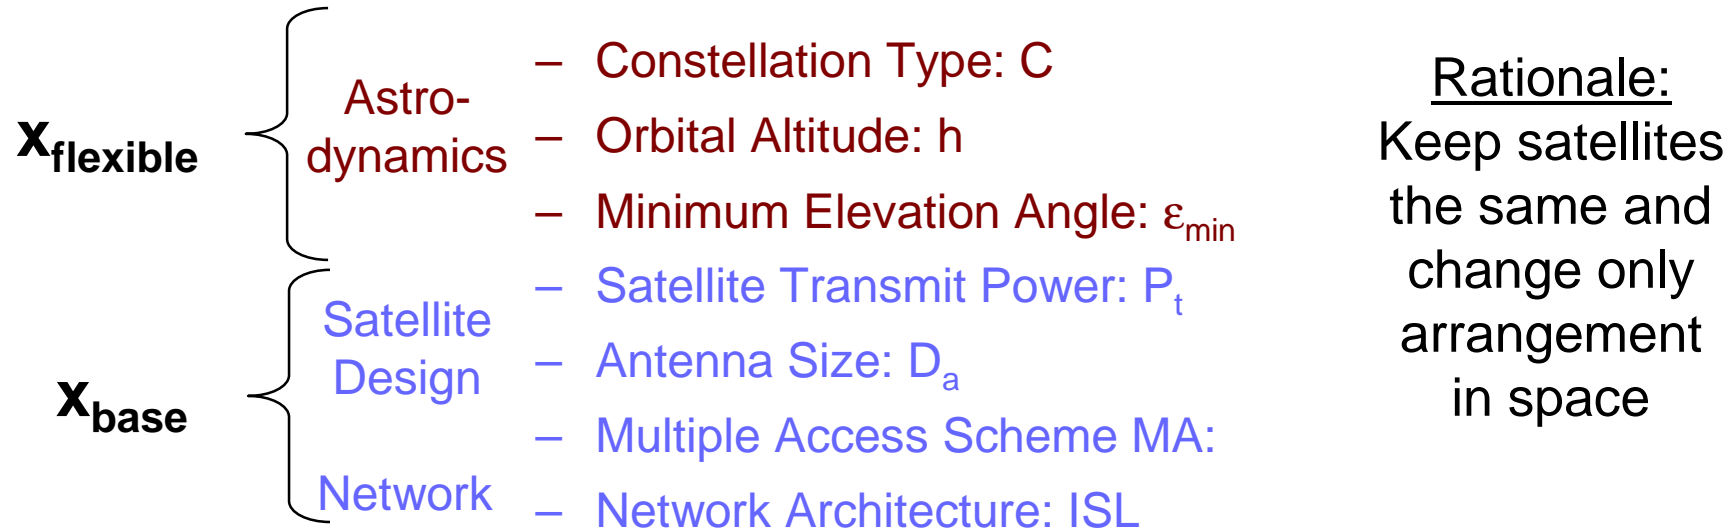 x_flexible
Astro-
dynamics
– Constellation Type: C
– Orbital Altitude: h
– Minimum Elevation Angle: ε_min
x_base
Satellite
Design
Network
– Satellite Transmit Power: P_t
– Antenna Size: D_a
– Multiple Access Scheme MA:
– Network Architecture: ISL
Rationale:
Keep satellites
the same and
change only
arrangement
in space